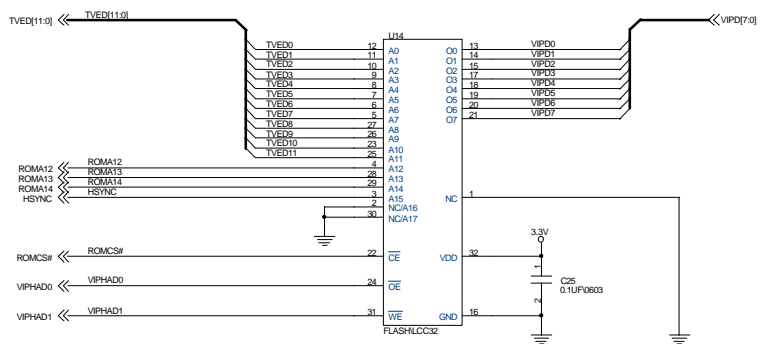 TVED[11:0]
TVED[11:0]
VIPD[7:0]
U14
TVED0 12 A0 O0 13 VIPD0
TVED1 11 A1 O1 14 VIPD1
TVED2 10 A2 O2 15 VIPD2
TVED3 9 A3 O3 17 VIPD3
TVED4 8 A4 O4 18 VIPD4
TVED5 7 A5 O5 19 VIPD5
TVED6 6 A6 O6 20 VIPD6
TVED7 5 A7 O7 21 VIPD7
TVED8 27 A8
TVED9 26 A9
TVED10 23 A10
TVED11 25 A11
ROMA12 ROMA12 4 A12
ROMA13 ROMA13 28 A13
ROMA14 ROMA14 29 A14
HSYNC HSYNC 3 A15 NC 1
2 NC/A16
30 NC/A17
3.3V
ROMCS# ROMCS# 22 CE VDD 32
1
VIPHAD0 VIPHAD0 24 OE
C25
0.1UF\0603
2
VIPHAD1 VIPHAD1 31 WE GND 16
FLASH\LCC32